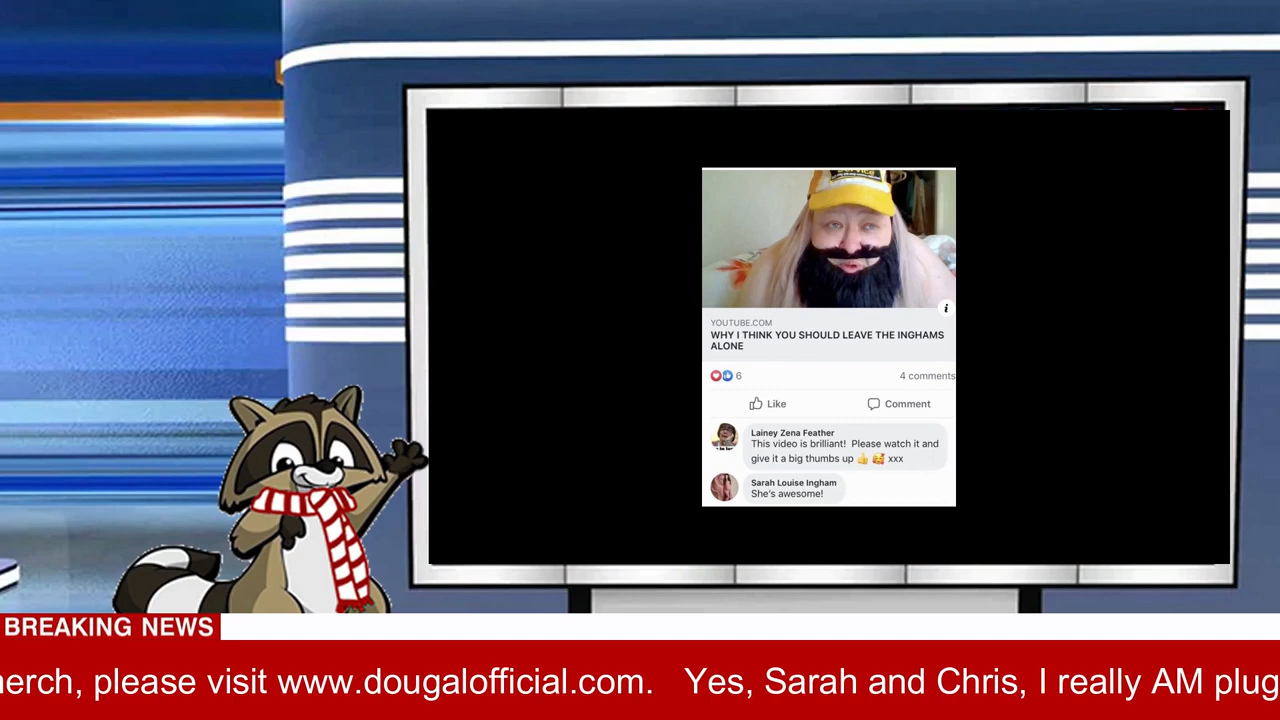 Service
YOUTUBE.COM
WHY I THINK YOU SHOULD LEAVE THE INGHAMS
ALONE
6
4 comments
Like
Comment
Lainey Zena Feather
This video is brilliant!  Please watch it and
give it a big thumbs up 👍 🥰 xxx
Sarah Louise Ingham
She's awesome!
BREAKING NEWS
nerch, please visit www.dougalofficial.com.   Yes, Sarah and Chris, I really AM plug